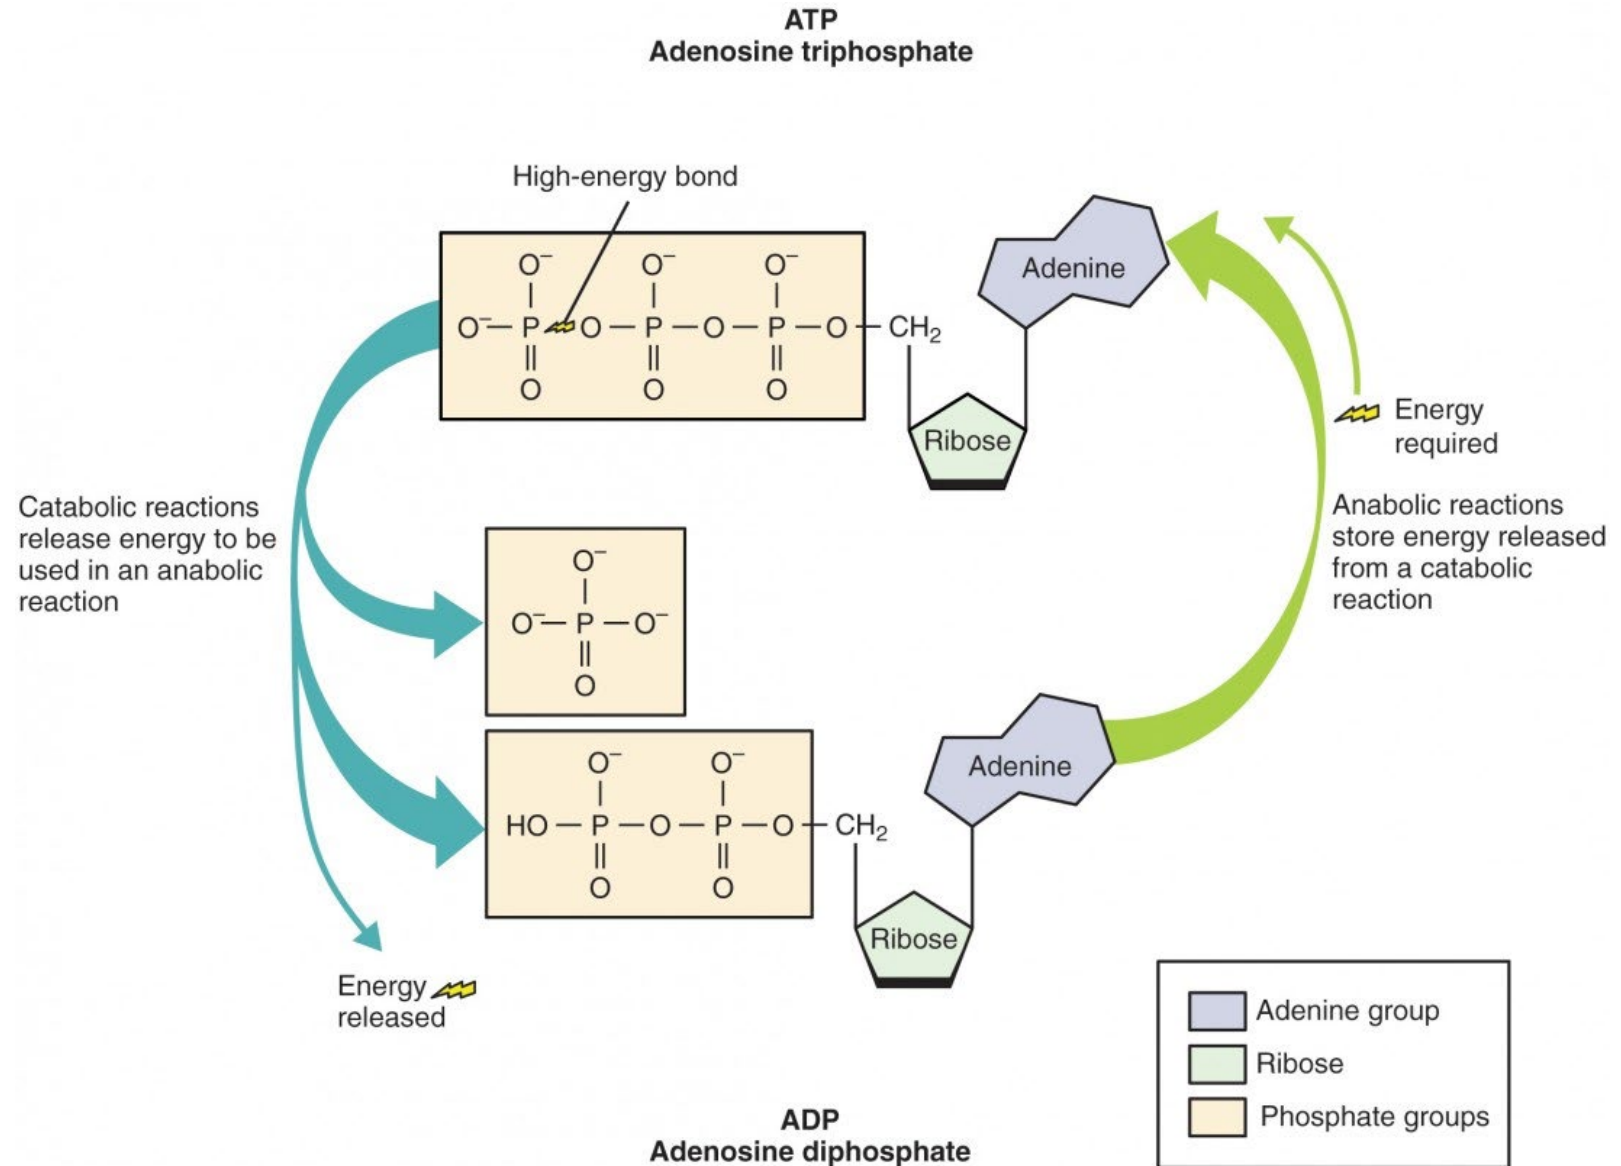 ATP
Adenosine triphosphate
High-energy bond
O⁻ O⁻ O⁻
O⁻ — P O — P — O — P — O — CH₂
O O O
Adenine
Ribose
Energy
required
Catabolic reactions
release energy to be
used in an anabolic
reaction
Anabolic reactions
store energy released
from a catabolic
reaction
O⁻
O⁻ — P — O⁻
O
O⁻ O⁻
HO — P — O — P — O — CH₂
O O
Adenine
Ribose
Energy
released
Adenine group
Ribose
Phosphate groups
ADP
Adenosine diphosphate